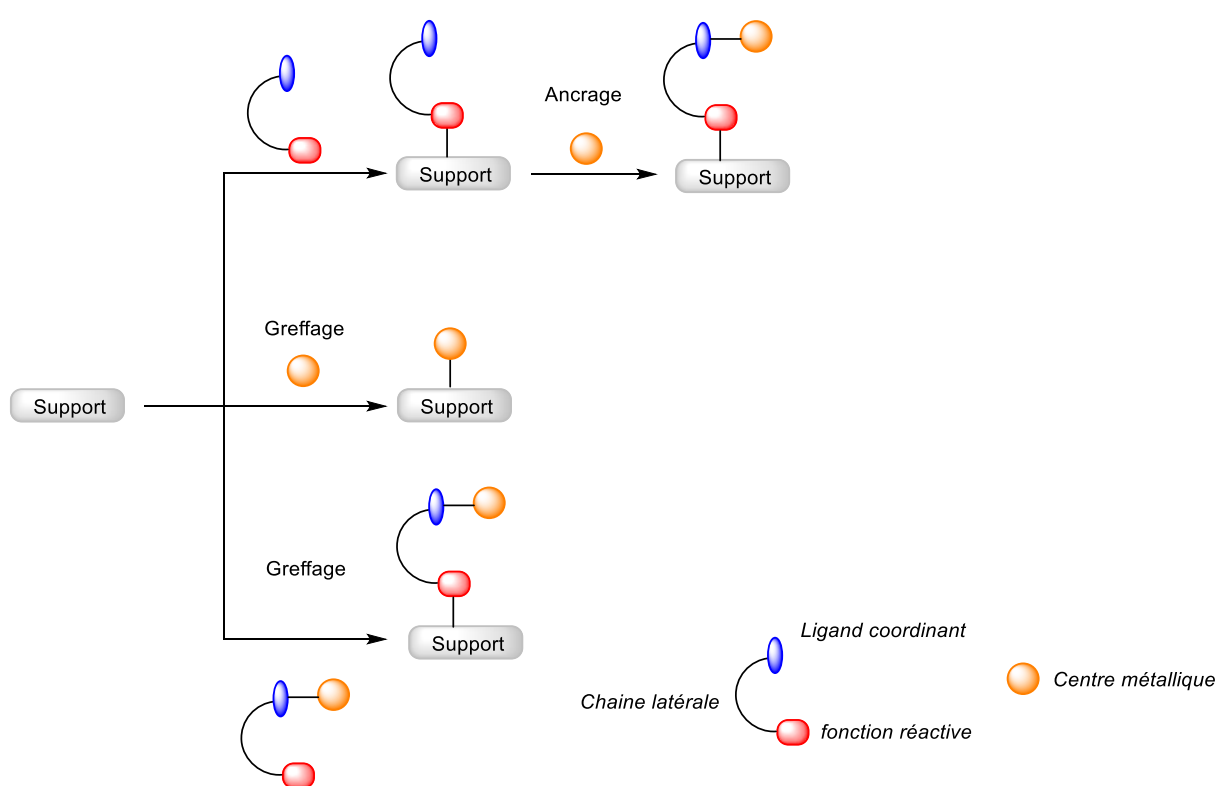 Ancrage
Support
Support
Greffage
Support
Support
Greffage
Support
Ligand coordinant
Chaine latérale
Centre métallique
fonction réactive